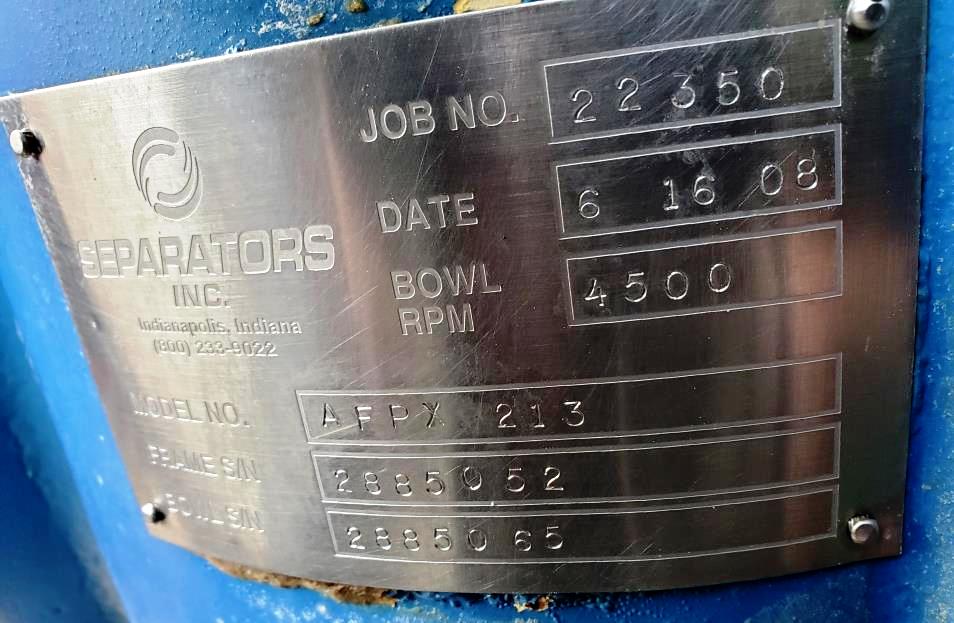 JOB NO. 22350
DATE 6 16 08
SEPARATORS
INC.
Indianapolis, Indiana
(800) 233-9022
BOWL
RPM 4500
MODEL NO. AFPX 213
FRAME S/N 2885052
BOWL S/N 2885065